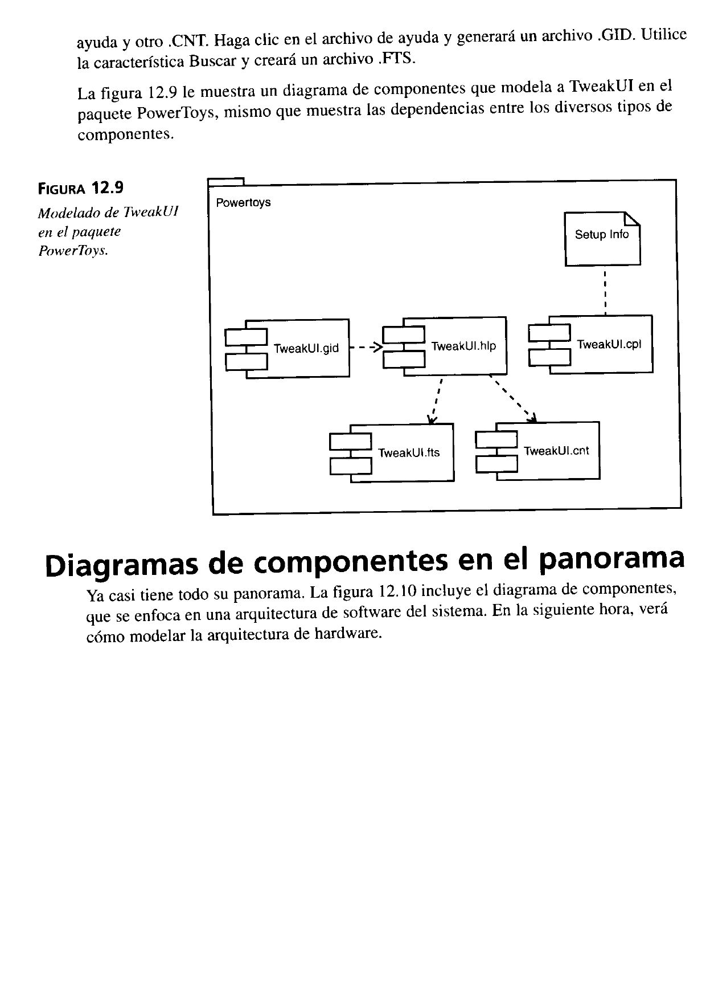 ayuda y otro .CNT. Haga clic en el archivo de ayuda y generará un archivo .GID. Utilice
la característica Buscar y creará un archivo .FTS.
La figura 12.9 le muestra un diagrama de componentes que modela a TweakUI en el
paquete PowerToys, mismo que muestra las dependencias entre los diversos tipos de
componentes.
FIGURA 12.9
Modelado de TweakUI
en el paquete
PowerToys.
Powertoys
Setup Info
TweakUI.gid
TweakUI.hlp
TweakUI.cpl
TweakUI.fts
TweakUI.cnt
Diagramas de componentes en el panorama
Ya casi tiene todo su panorama. La figura 12.10 incluye el diagrama de componentes,
que se enfoca en una arquitectura de software del sistema. En la siguiente hora, verá
cómo modelar la arquitectura de hardware.